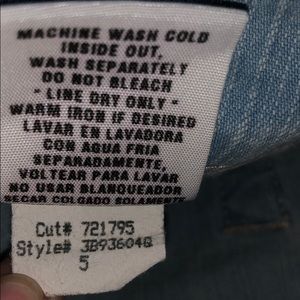 MACHINE WASH COLD
INSIDE OUT,
WASH SEPARATELY
DO NOT BLEACH
- LINE DRY ONLY -
WARM IRON IF DESIRED
LAVAR EN LAVADORA
CON AGUA FRIA
SEPARADAMENTE,
VOLTEAR PARA LAVAR
NO USAR BLANQUEADOR
SECAR COLGADO SOLAMENTE
Cut# 721795
Style# JB93604Q
5